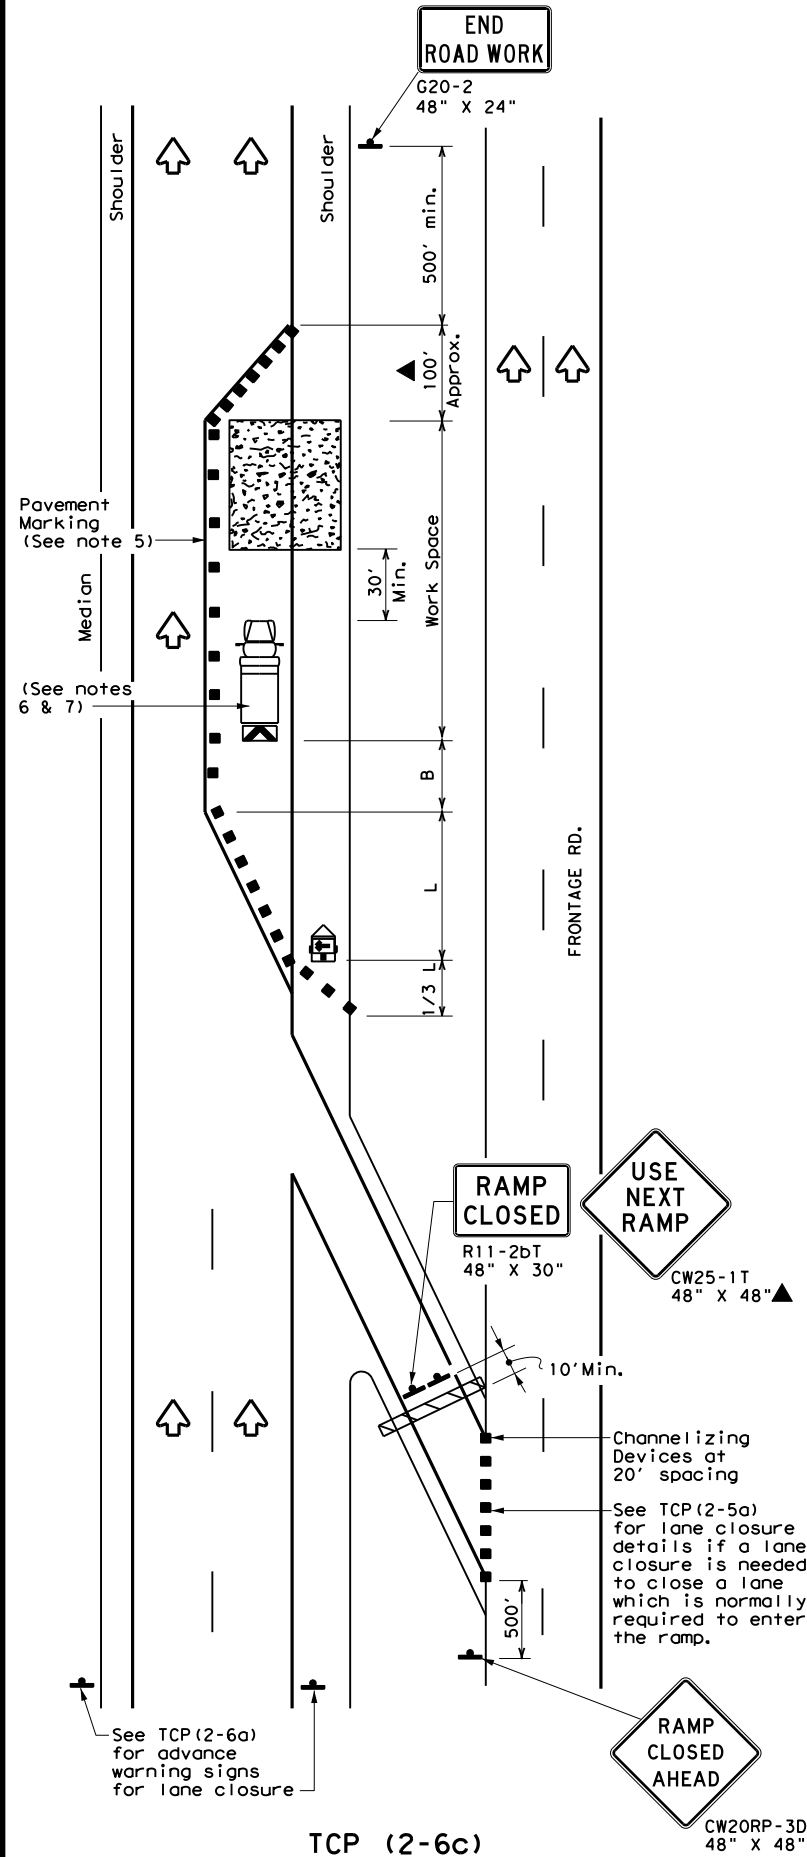 END
ROAD WORK
G20-2
48" X 24"
Shoulder
Shoulder
500' min.
100'
Approx.
Pavement
Marking
(See note 5)
Median
30'
Min.
Work Space
(See notes
6 & 7)
B
L
1/3 L
FRONTAGE RD.
RAMP
CLOSED
R11-2bT
48" X 30"
USE
NEXT
RAMP
CW25-1T
48" X 48"
10'Min.
Channelizing
Devices at
20' spacing
See TCP(2-5a)
for lane closure
details if a lane
closure is needed
to close a lane
which is normally
required to enter
the ramp.
500'
See TCP(2-6a)
for advance
warning signs
for lane closure
RAMP
CLOSED
AHEAD
CW20RP-3D
48" X 48"
TCP (2-6c)